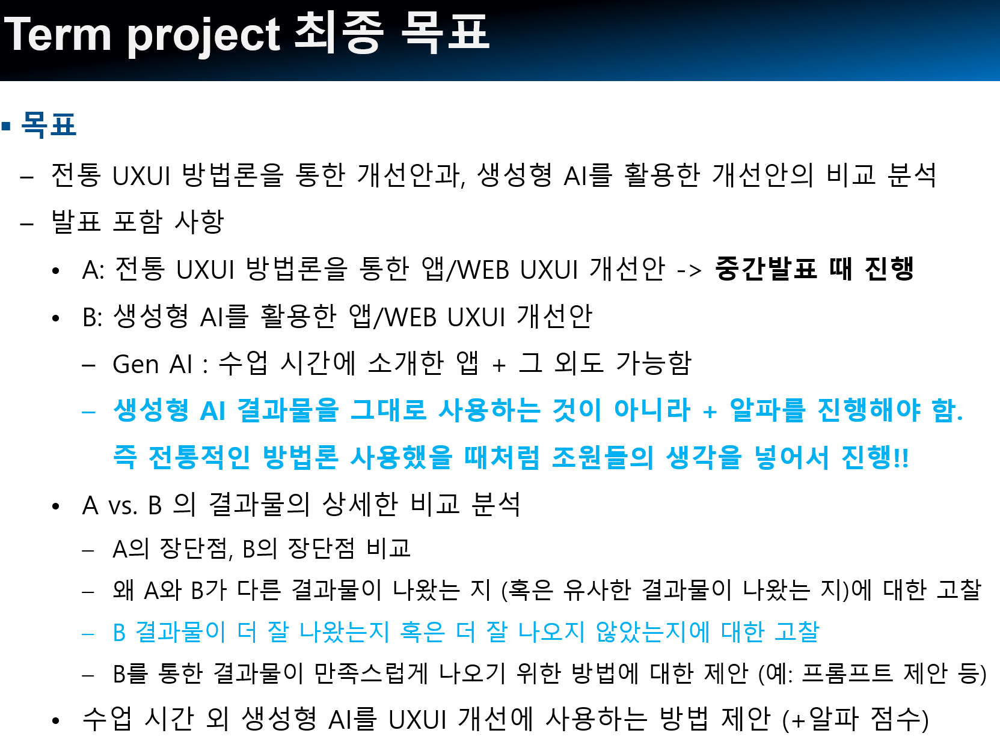 Term project 최종 목표
▪ 목표
– 전통 UXUI 방법론을 통한 개선안과, 생성형 AI를 활용한 개선안의 비교 분석
– 발표 포함 사항
• A: 전통 UXUI 방법론을 통한 앱/WEB UXUI 개선안 -> 중간발표 때 진행
• B: 생성형 AI를 활용한 앱/WEB UXUI 개선안
– Gen AI : 수업 시간에 소개한 앱 + 그 외도 가능함
– 생성형 AI 결과물을 그대로 사용하는 것이 아니라 + 알파를 진행해야 함.
즉 전통적인 방법론 사용했을 때처럼 조원들의 생각을 넣어서 진행!!
• A vs. B 의 결과물의 상세한 비교 분석
– A의 장단점, B의 장단점 비교
– 왜 A와 B가 다른 결과물이 나왔는 지 (혹은 유사한 결과물이 나왔는 지)에 대한 고찰
– B 결과물이 더 잘 나왔는지 혹은 더 잘 나오지 않았는지에 대한 고찰
– B를 통한 결과물이 만족스럽게 나오기 위한 방법에 대한 제안 (예: 프롬프트 제안 등)
• 수업 시간 외 생성형 AI를 UXUI 개선에 사용하는 방법 제안 (+알파 점수)